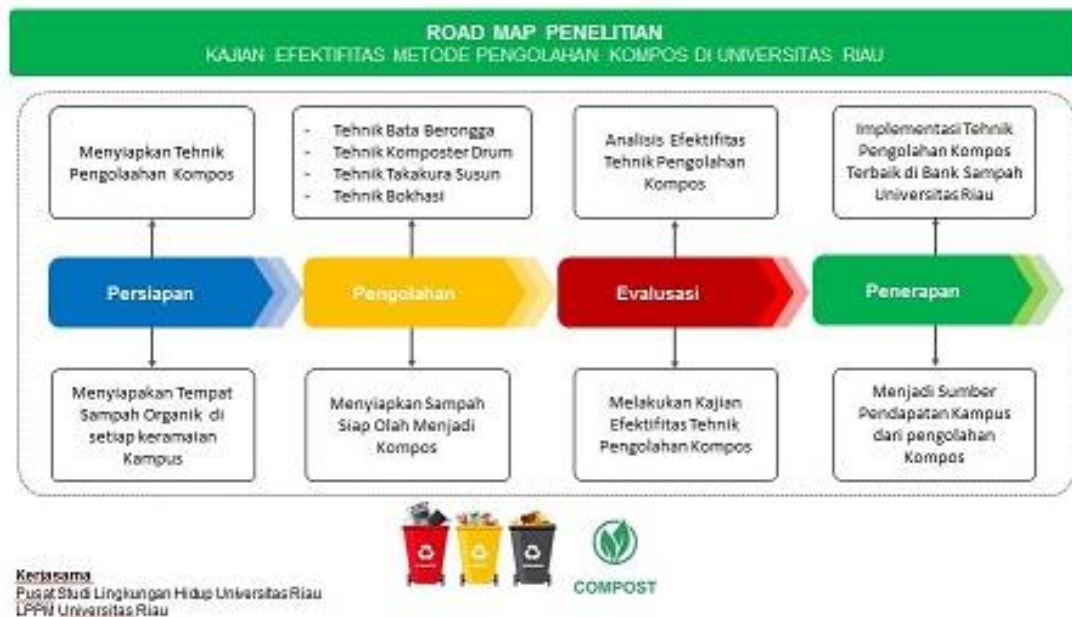 ROAD MAP PENELITIAN
KAJIAN EFEKTIFITAS METODE PENGOLAHAN KOMPOS DI UNIVERSITAS RIAU
Menyiapkan Tehnik
Pengolaahan Kompos
- Tehnik Bata Berongga
- Tehnik Komposter Drum
- Tehnik Takakura Susun
- Tehnik Bokhasi
Analisis Efektifitas
Tehnik Pengolahan
Kompos
Implementasi Tehnik
Pengolahan Kompos
Terbaik di Bank Sampah
Universitas Riau
Persiapan
Pengolahan
Evalusasi
Penerapan
Menyiapakan Tempat
Sampah Organik di
setiap keramaian
Kampus
Menyiapkan Sampah
Siap Olah Menjadi
Kompos
Melakukan Kajian
Efektifitas Tehnik
Pengolahan Kompos
Menjadi Sumber
Pendapatan Kampus
dari pengolahan
Kompos
COMPOST
Kerjasama
Pusat Studi Lingkungan Hidup Universitas Riau
LPPM Universitas Riau